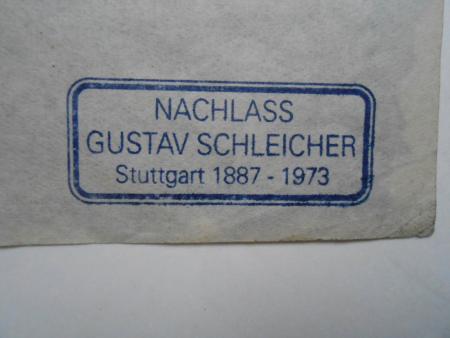 NACHLASS
GUSTAV SCHLEICHER
Stuttgart 1887 - 1973